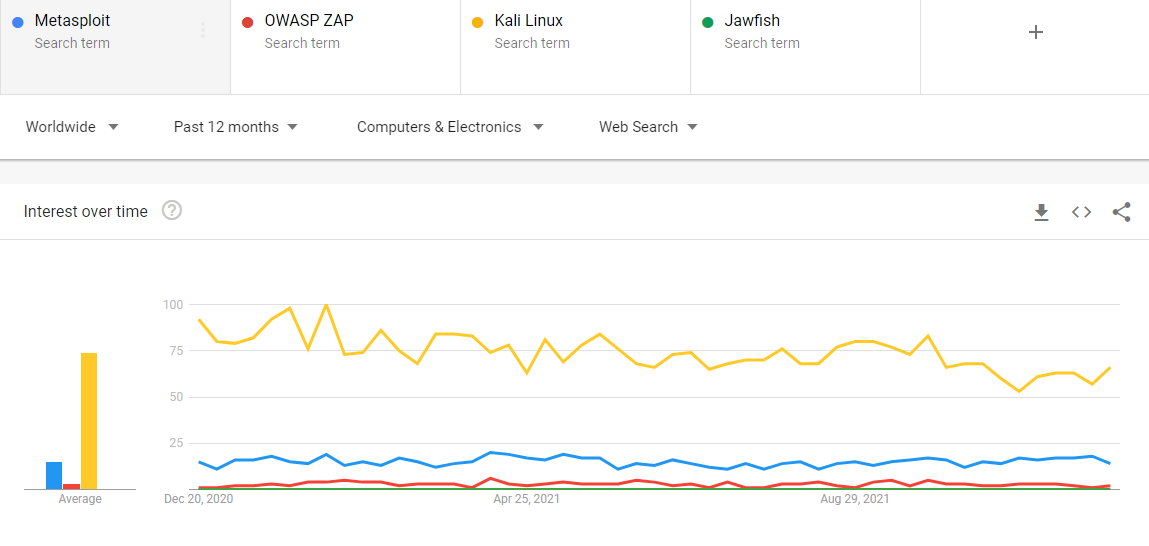 Metasploit
Search term
OWASP ZAP
Search term
Kali Linux
Search term
Jawfish
Search term
+
Worldwide
Past 12 months
Computers & Electronics
Web Search
Interest over time
?
100
75
50
25
Average
Dec 20, 2020
Apr 25, 2021
Aug 29, 2021